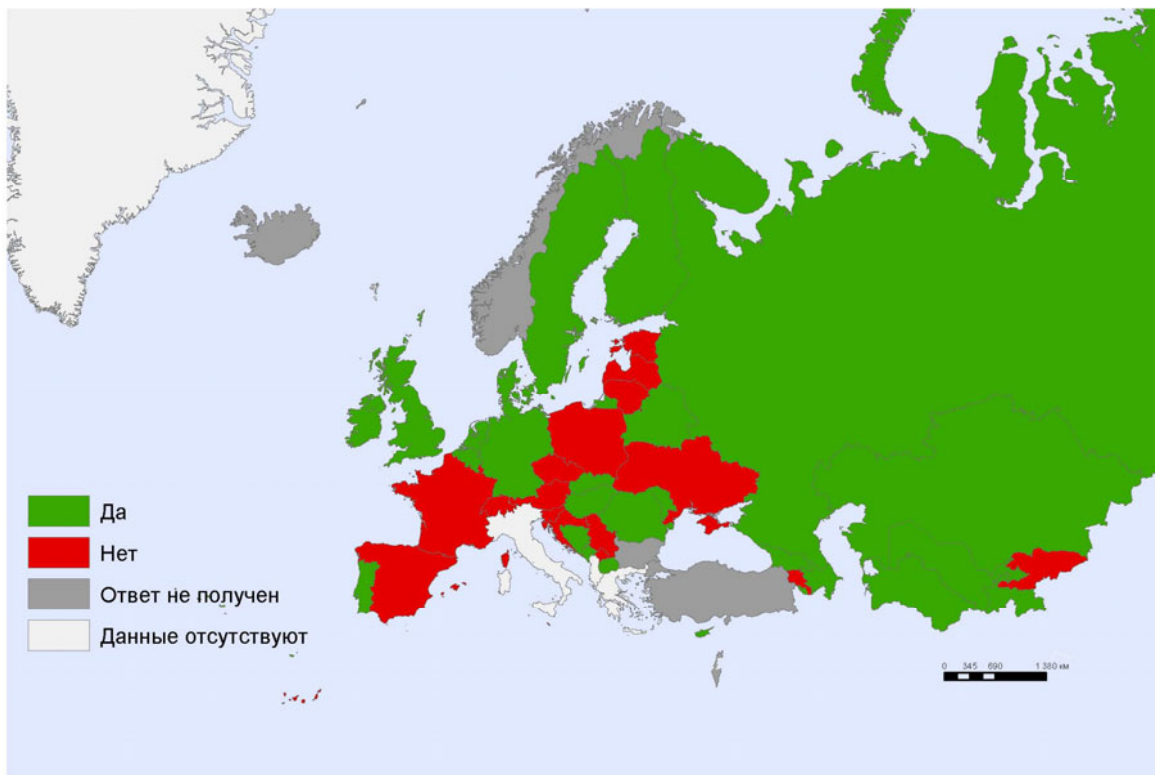 Да
Нет
Ответ не получен
Данные отсутствуют
0 345 690 1 380 км